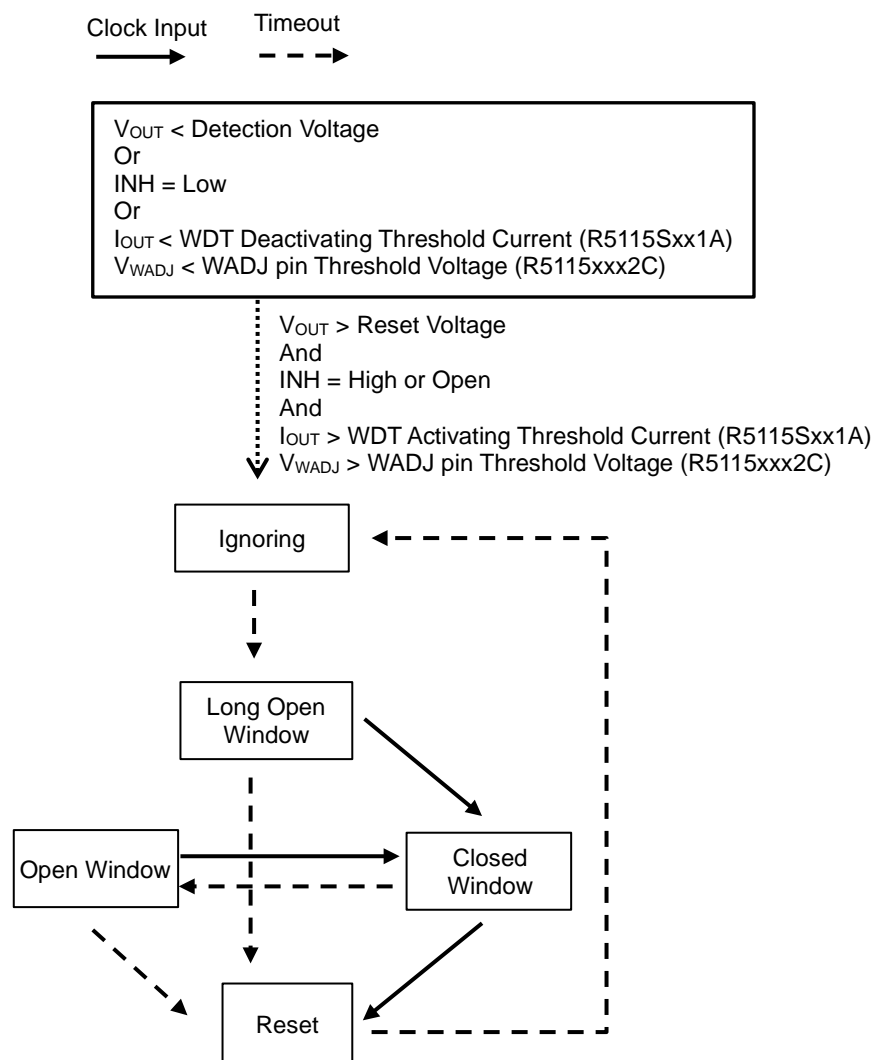 Clock Input
Timeout
VOUT < Detection Voltage
Or
INH = Low
Or
IOUT < WDT Deactivating Threshold Current (R5115Sxx1A)
VWADJ < WADJ pin Threshold Voltage (R5115xxx2C)
VOUT > Reset Voltage
And
INH = High or Open
And
IOUT > WDT Activating Threshold Current (R5115Sxx1A)
VWADJ > WADJ pin Threshold Voltage (R5115xxx2C)
Ignoring
Long Open
Window
Open Window
Closed
Window
Reset